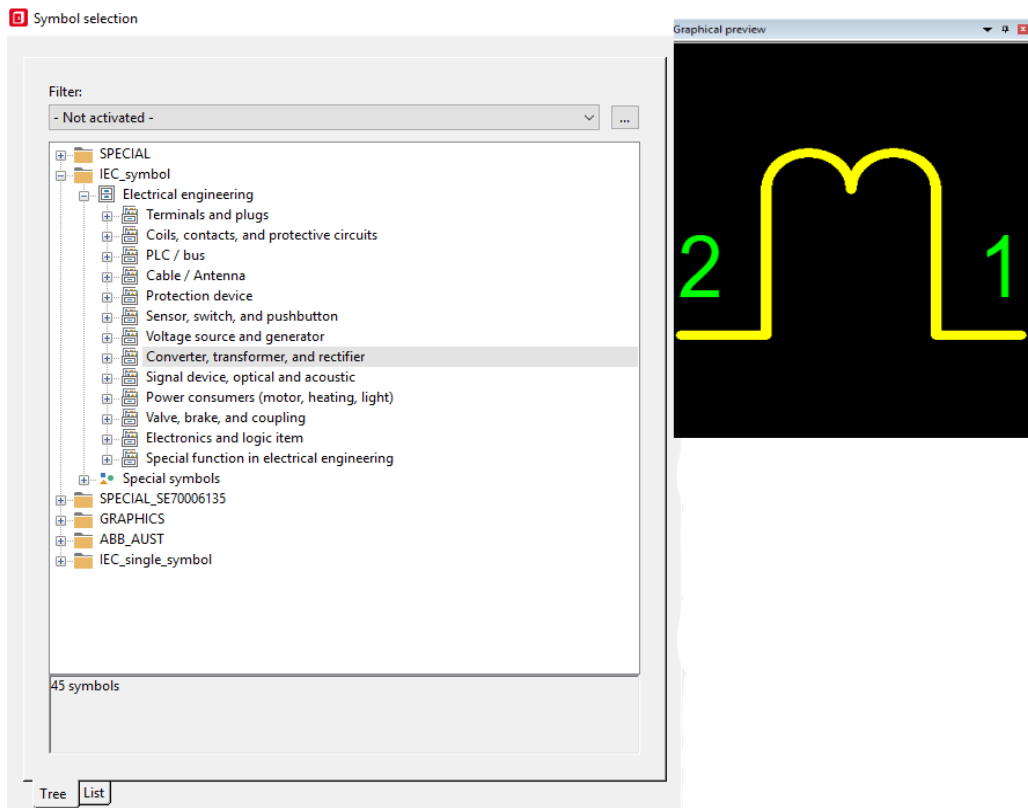 Symbol selection
Graphical preview
Filter:
- Not activated -
...
SPECIAL
IEC_symbol
Electrical engineering
Terminals and plugs
Coils, contacts, and protective circuits
PLC / bus
Cable / Antenna
Protection device
Sensor, switch, and pushbutton
Voltage source and generator
Converter, transformer, and rectifier
Signal device, optical and acoustic
Power consumers (motor, heating, light)
Valve, brake, and coupling
Electronics and logic item
Special function in electrical engineering
Special symbols
SPECIAL_SE70006135
GRAPHICS
ABB_AUST
IEC_single_symbol
45 symbols
Tree List
2 1